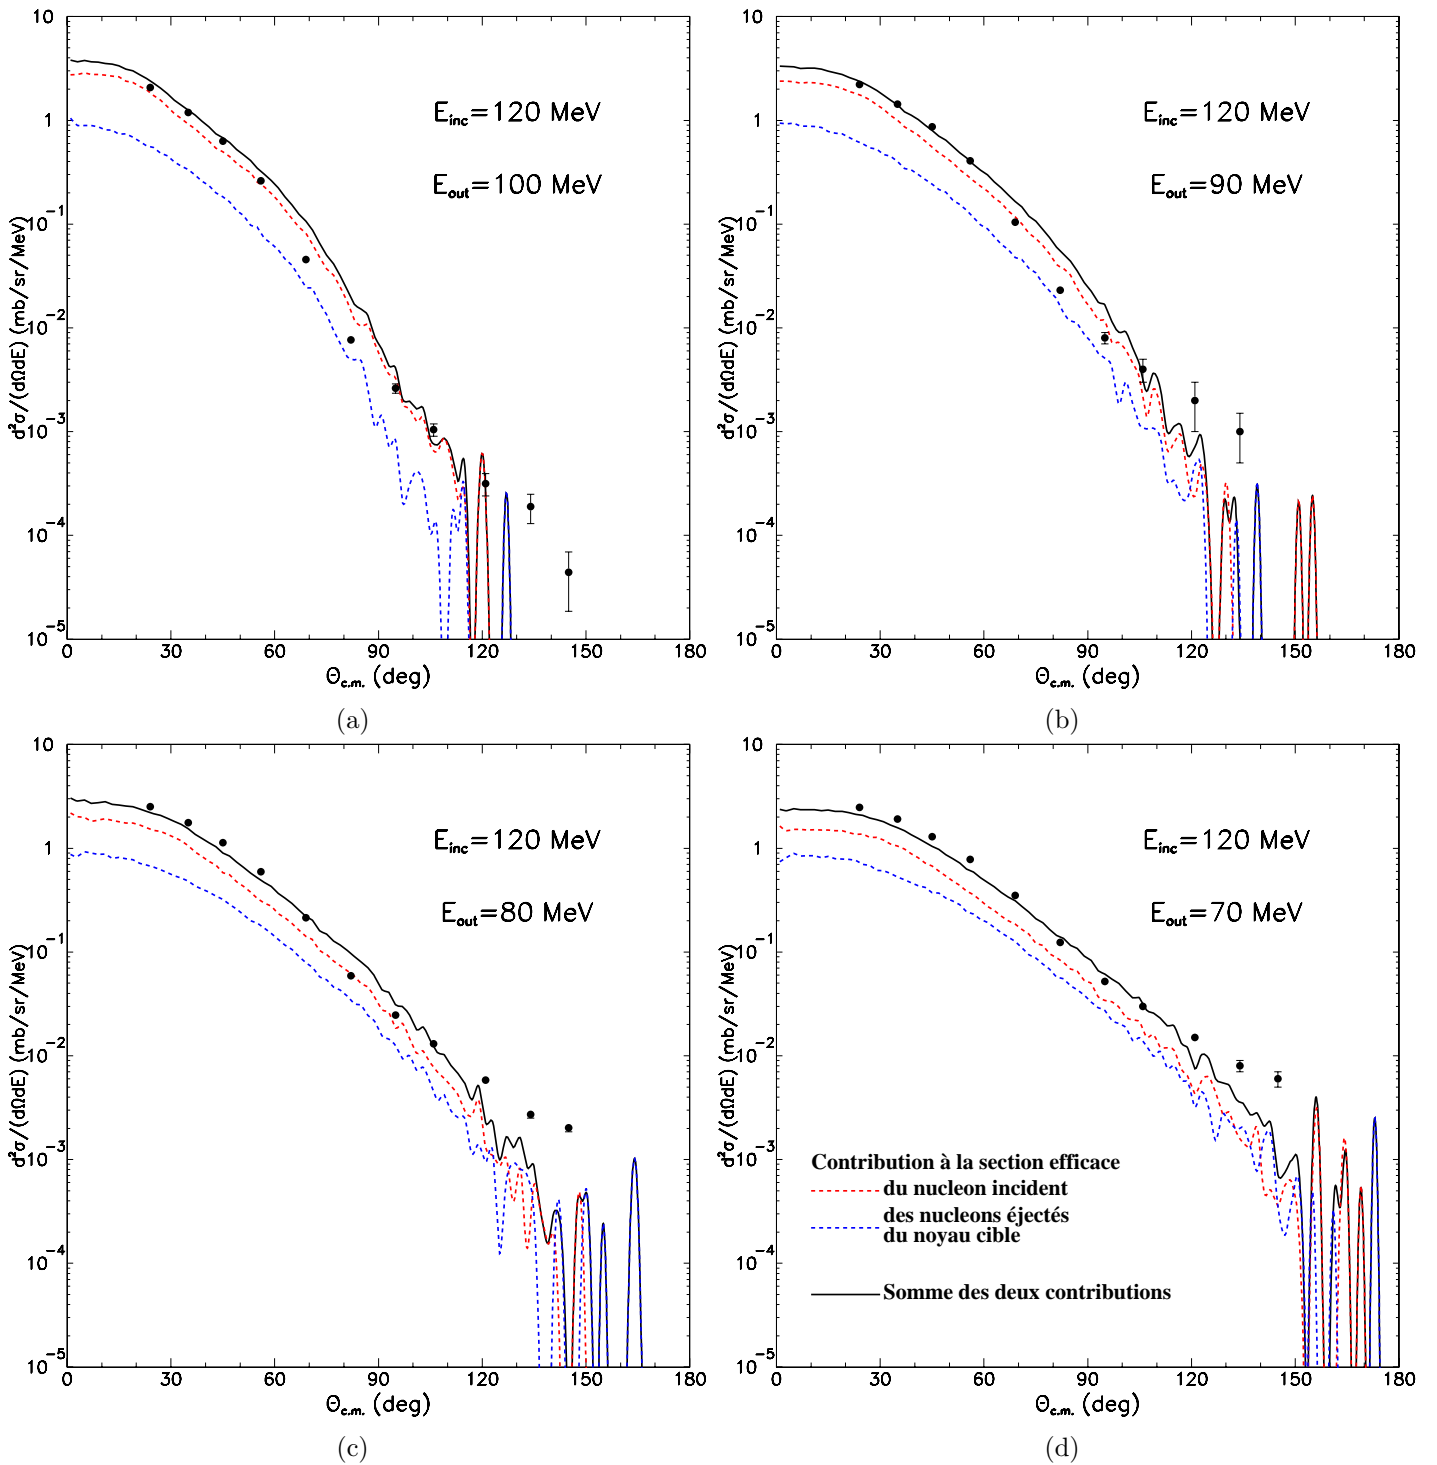 10
1
10⁻¹
10⁻²
10⁻³
10⁻⁴
10⁻⁵
d²σ/(dΩdE) (mb/sr/MeV)
E_inc=120 MeV
E_out=100 MeV
0 30 60 90 120 150 180
Θ_c.m. (deg)
(a)
10
1
10⁻¹
10⁻²
10⁻³
10⁻⁴
10⁻⁵
d²σ/(dΩdE) (mb/sr/MeV)
E_inc=120 MeV
E_out=90 MeV
0 30 60 90 120 150 180
Θ_c.m. (deg)
(b)
10
1
10⁻¹
10⁻²
10⁻³
10⁻⁴
10⁻⁵
d²σ/(dΩdE) (mb/sr/MeV)
E_inc=120 MeV
E_out=80 MeV
0 30 60 90 120 150 180
Θ_c.m. (deg)
(c)
10
1
10⁻¹
10⁻²
10⁻³
10⁻⁴
10⁻⁵
d²σ/(dΩdE) (mb/sr/MeV)
E_inc=120 MeV
E_out=70 MeV
Contribution à la section efficace
du nucleon incident
des nucleons éjectés
du noyau cible
Somme des deux contributions
0 30 60 90 120 150 180
Θ_c.m. (deg)
(d)